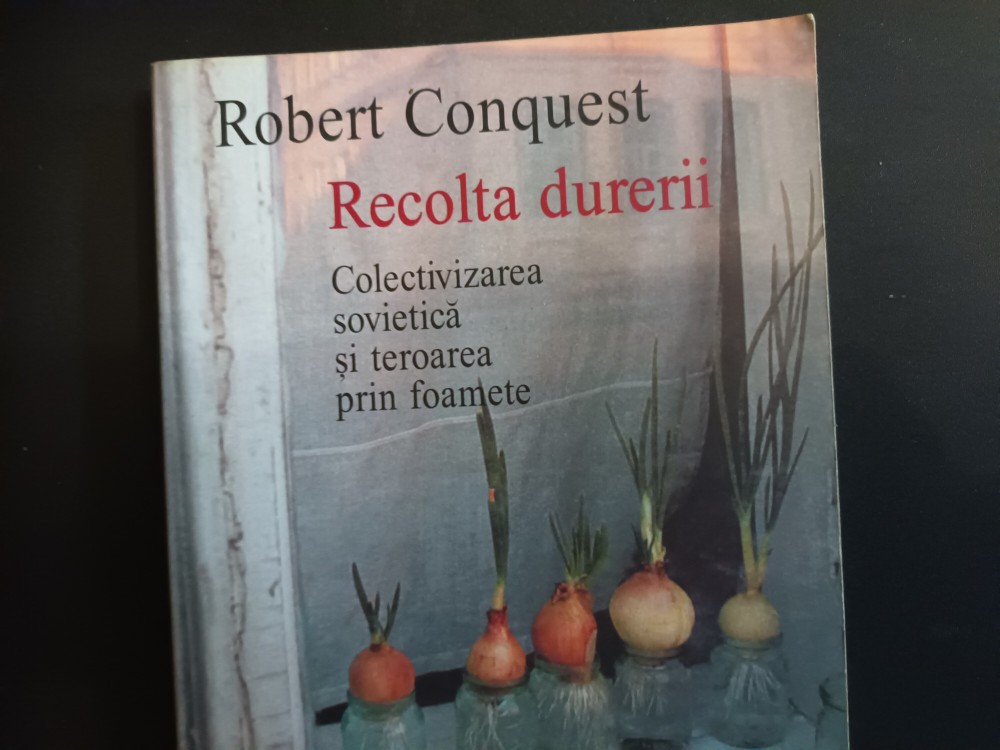 Robert Conquest
Recolta durerii
Colectivizarea
sovietică
și teroarea
prin foamete